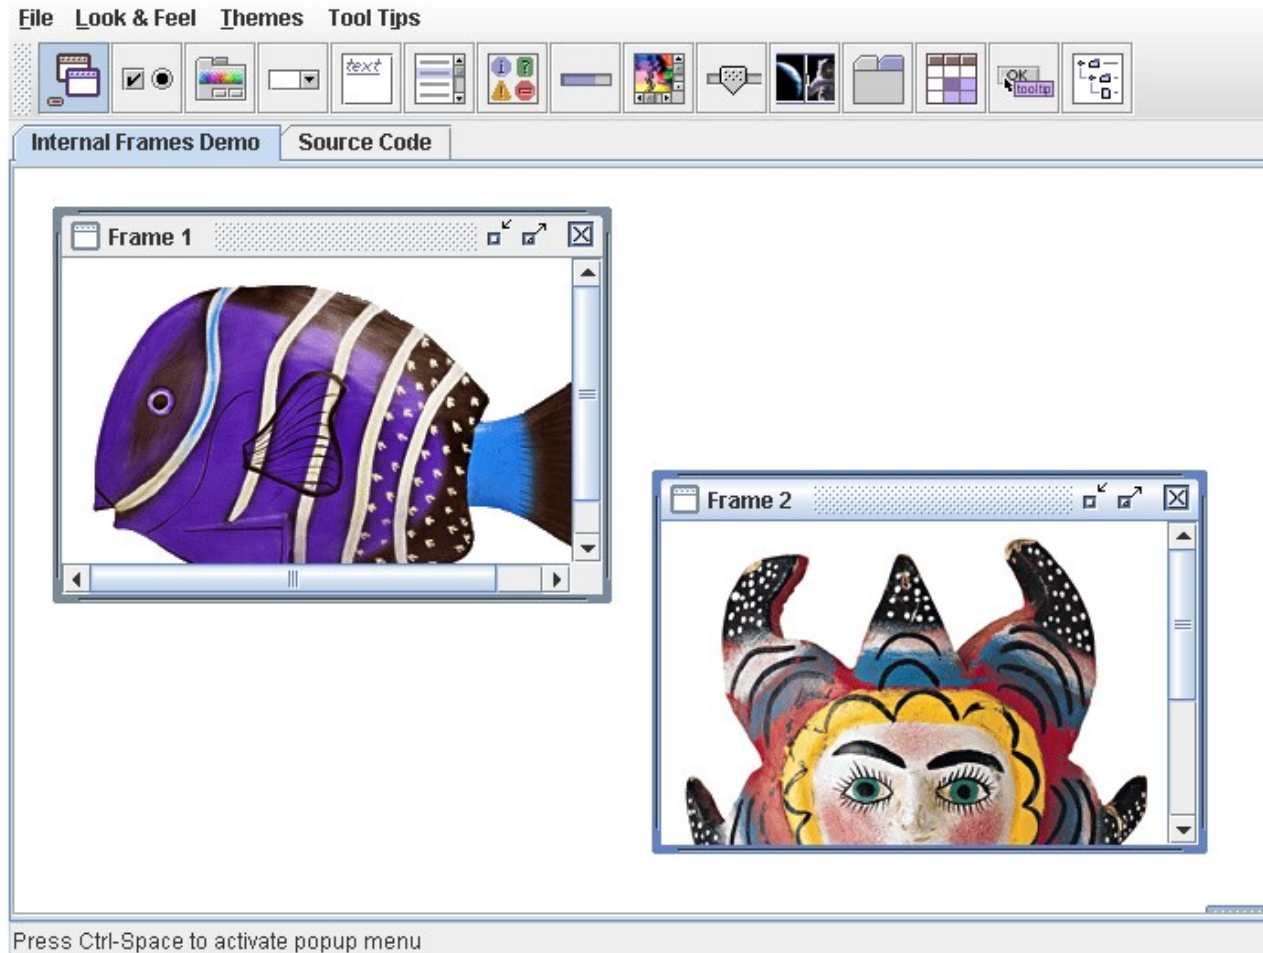 File Look & Feel Themes Tool Tips
text
OK
tooltip
Internal Frames Demo Source Code
Frame 1
Frame 2
Press Ctrl-Space to activate popup menu